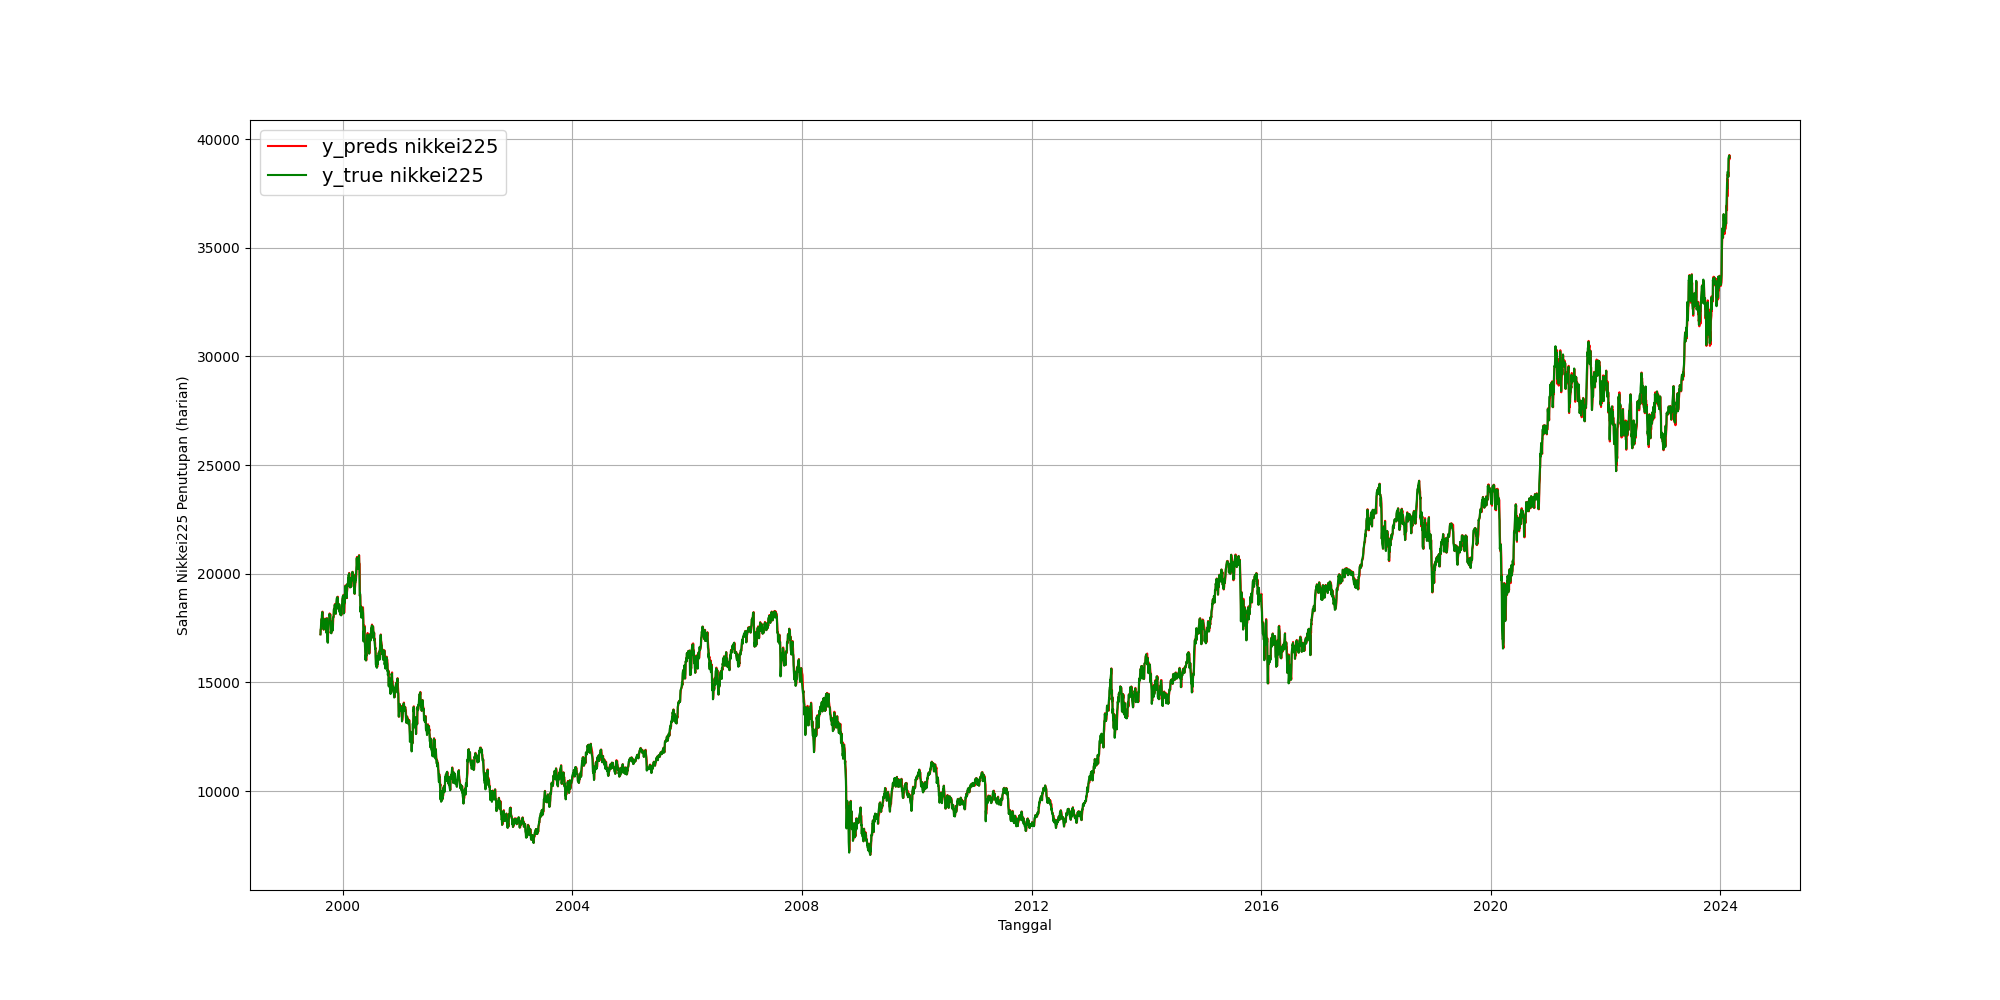 y_preds nikkei225
y_true nikkei225
Saham Nikkei225 Penutupan (harian)
40000
35000
30000
25000
20000
15000
10000
2000 2004 2008 2012 2016 2020 2024
Tanggal